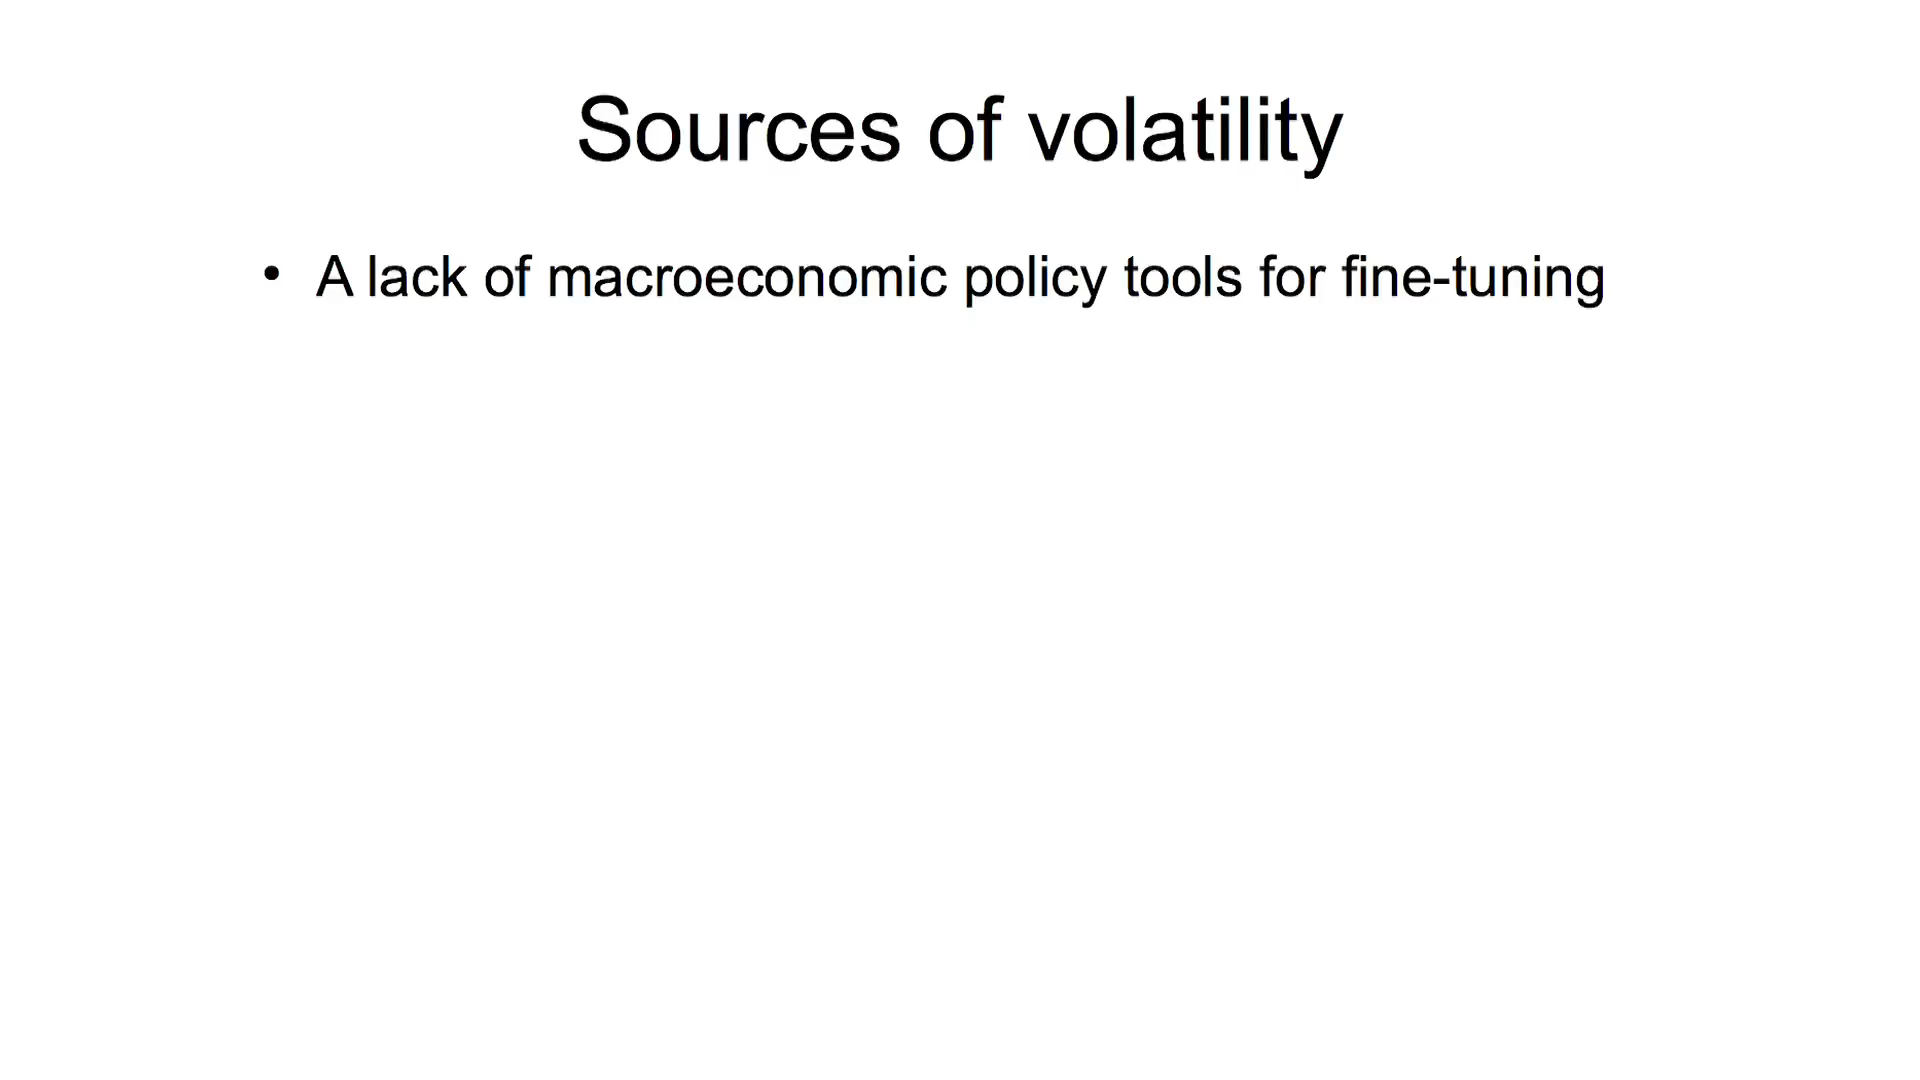 Sources of volatility
• A lack of macroeconomic policy tools for fine-tuning